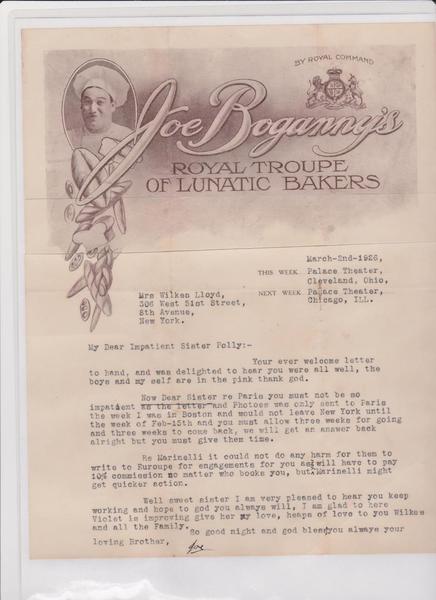 BY ROYAL COMMAND
Joe Boganny's
ROYAL TROUPE
OF LUNATIC BAKERS
March-2nd-1926,
THIS WEEK Palace Theater,
Cleveland, Ohio,
NEXT WEEK Palace Theater,
Chicago, ILL.
Mrs Wilken Lloyd,
306 West 51st Street,
8th Avenue,
New York.
My Dear Impatient Sister Polly:-
Your ever welcome letter
to hand, and was delighted to hear you were all well, the
boys and my self are in the pink thank god.
Now Dear Sister re Paris you must not be so
impatient as the letter and Photoes was only sent to Paris
the week I was in Boston and would not leave New York until
the week of Feb-15th and you must allow three weeks for going
and three weeks to come back, we will get an answer back
alright but you must give them time.
Re Marinelli it could not do any harm for them to
write to Euroupe for engagements for you as will have to pay
10% commission no matter who books you, but Marinelli might
get quicker action.
Well sweet sister I am very pleased to hear you keep
working and hope to god you always will, I am glad to here
Violet is improving give her my love, heaps of love to you Wilken
and all the Family.
So good night and god bless you always your
loving Brother,
Joe